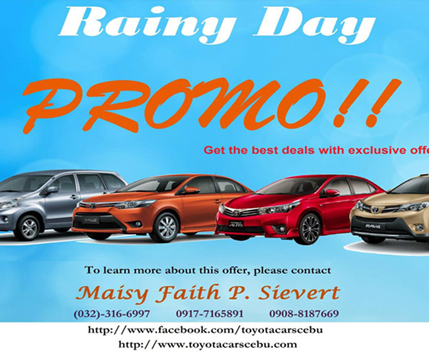 Rainy Day
PROMO!!
Get the best deals with exclusive offe
To learn more about this offer, please contact
Maisy Faith P. Sievert
(032)-316-6997 0917-7165891 0908-8187669
http://www.facebook.com/toyotacarscebu
http://www.toyotacarscebu.com